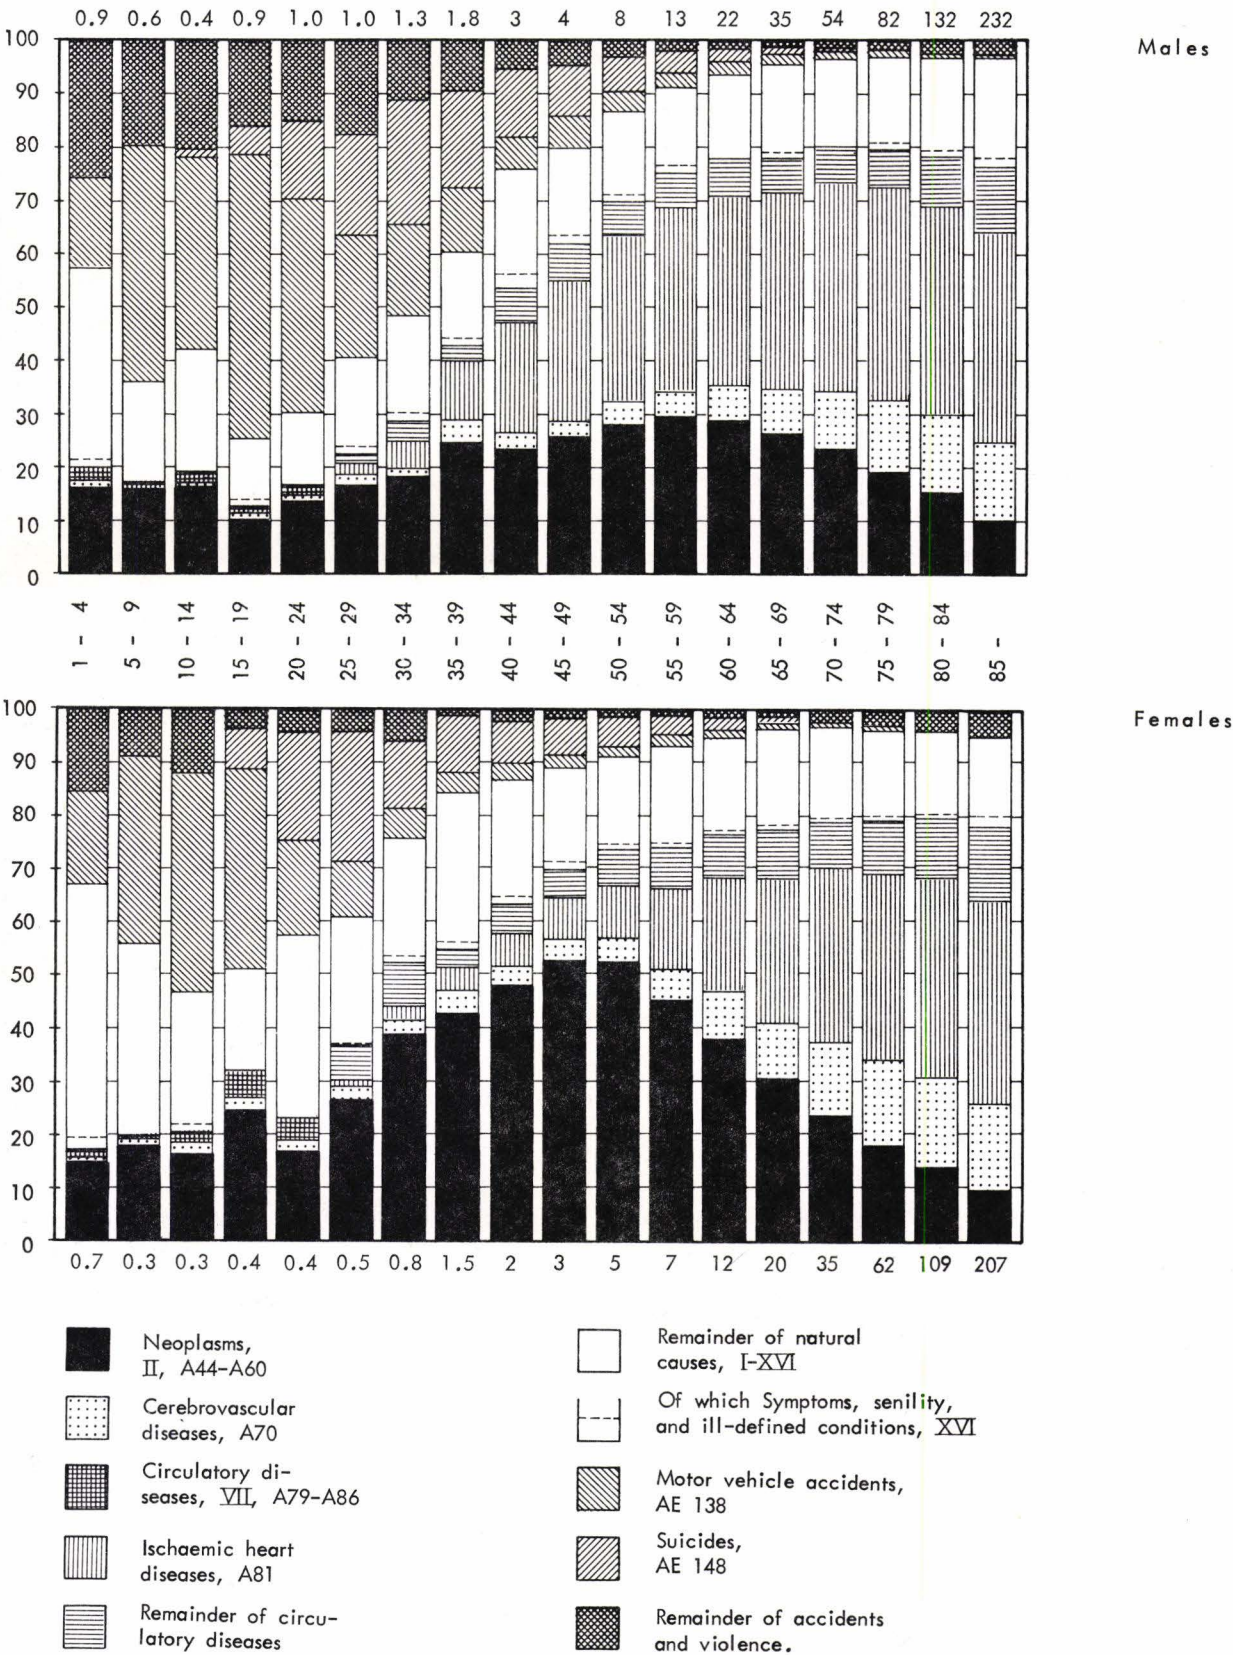 0.9 0.6 0.4 0.9 1.0 1.0 1.3 1.8 3 4 8 13 22 35 54 82 132 232
Males
100
90
80
70
60
50
40
30
20
10
0
1 - 4 5 - 9 10 - 14 15 - 19 20 - 24 25 - 29 30 - 34 35 - 39 40 - 44 45 - 49 50 - 54 55 - 59 60 - 64 65 - 69 70 - 74 75 - 79 80 - 84 85 -
Females
100
90
80
70
60
50
40
30
20
10
0
0.7 0.3 0.3 0.4 0.4 0.5 0.8 1.5 2 3 5 7 12 20 35 62 109 207
Neoplasms,
II, A44-A60
Cerebrovascular
diseases, A70
Circulatory di-
seases, VII, A79-A86
Ischaemic heart
diseases, A81
Remainder of circu-
latory diseases
Remainder of natural
causes, I-XVI
Of which Symptoms, senility,
and ill-defined conditions, XVI
Motor vehicle accidents,
AE 138
Suicides,
AE 148
Remainder of accidents
and violence.